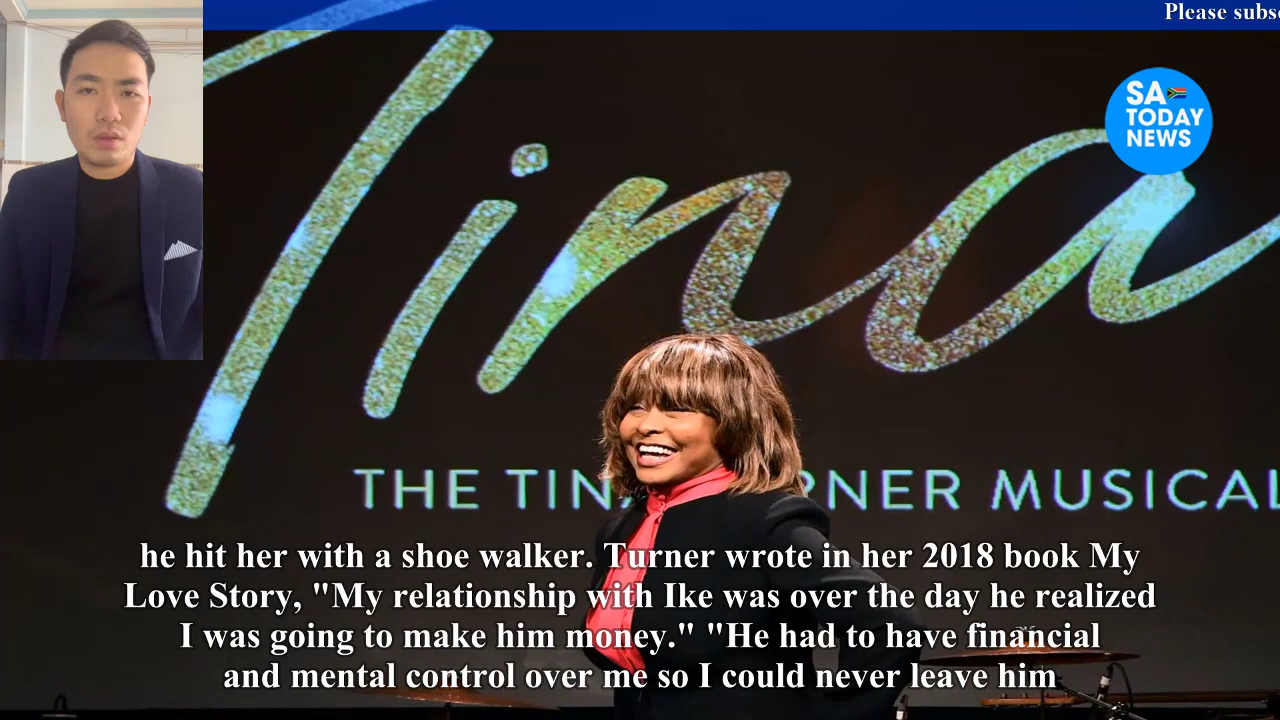 Please subs
SA
TODAY
NEWS
Tina
THE TINA TURNER MUSICAL
he hit her with a shoe walker. Turner wrote in her 2018 book My
Love Story, "My relationship with Ike was over the day he realized
I was going to make him money." "He had to have financial
and mental control over me so I could never leave him